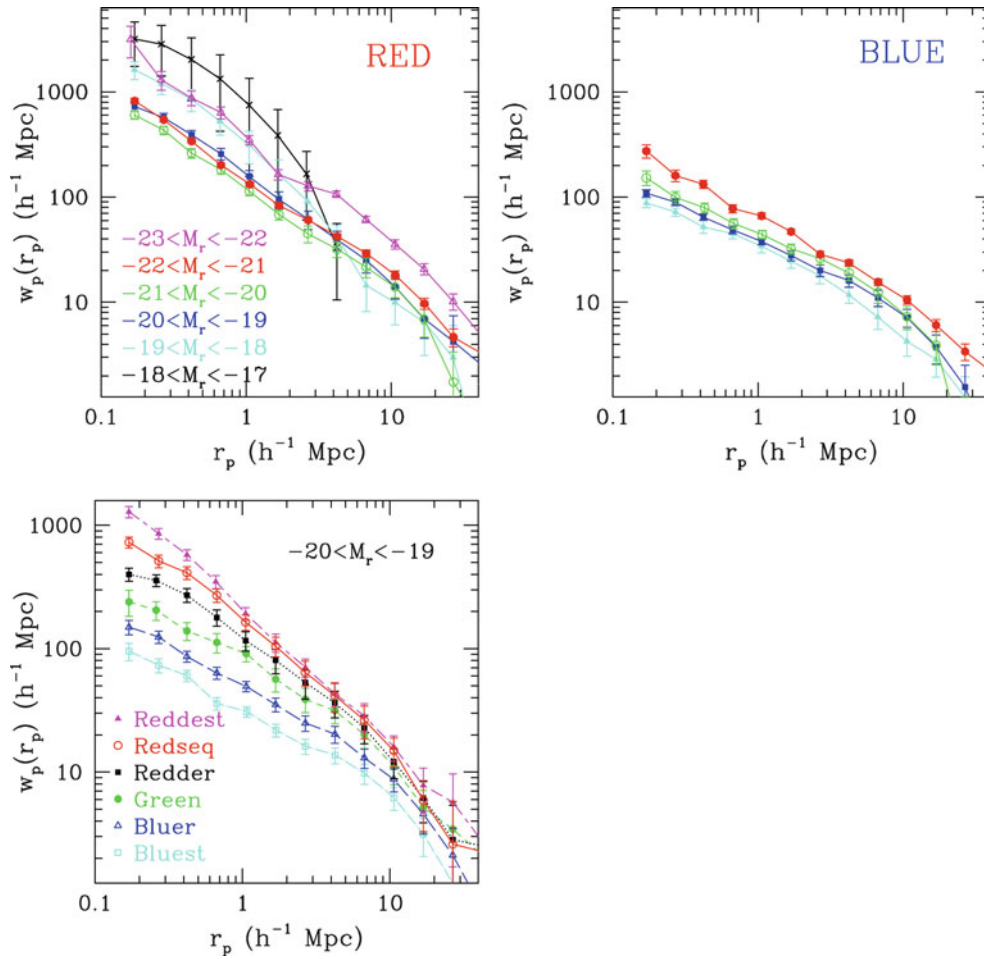 RED
1000
100
10
w_p(r_p) (h^{-1} Mpc)
-23<M_r<-22
-22<M_r<-21
-21<M_r<-20
-20<M_r<-19
-19<M_r<-18
-18<M_r<-17
0.1 1 10
r_p (h^{-1} Mpc)
BLUE
1000
100
10
w_p(r_p) (h^{-1} Mpc)
0.1 1 10
r_p (h^{-1} Mpc)
-20<M_r<-19
1000
100
10
w_p(r_p) (h^{-1} Mpc)
Reddest
Redseq
Redder
Green
Bluer
Bluest
0.1 1 10
r_p (h^{-1} Mpc)